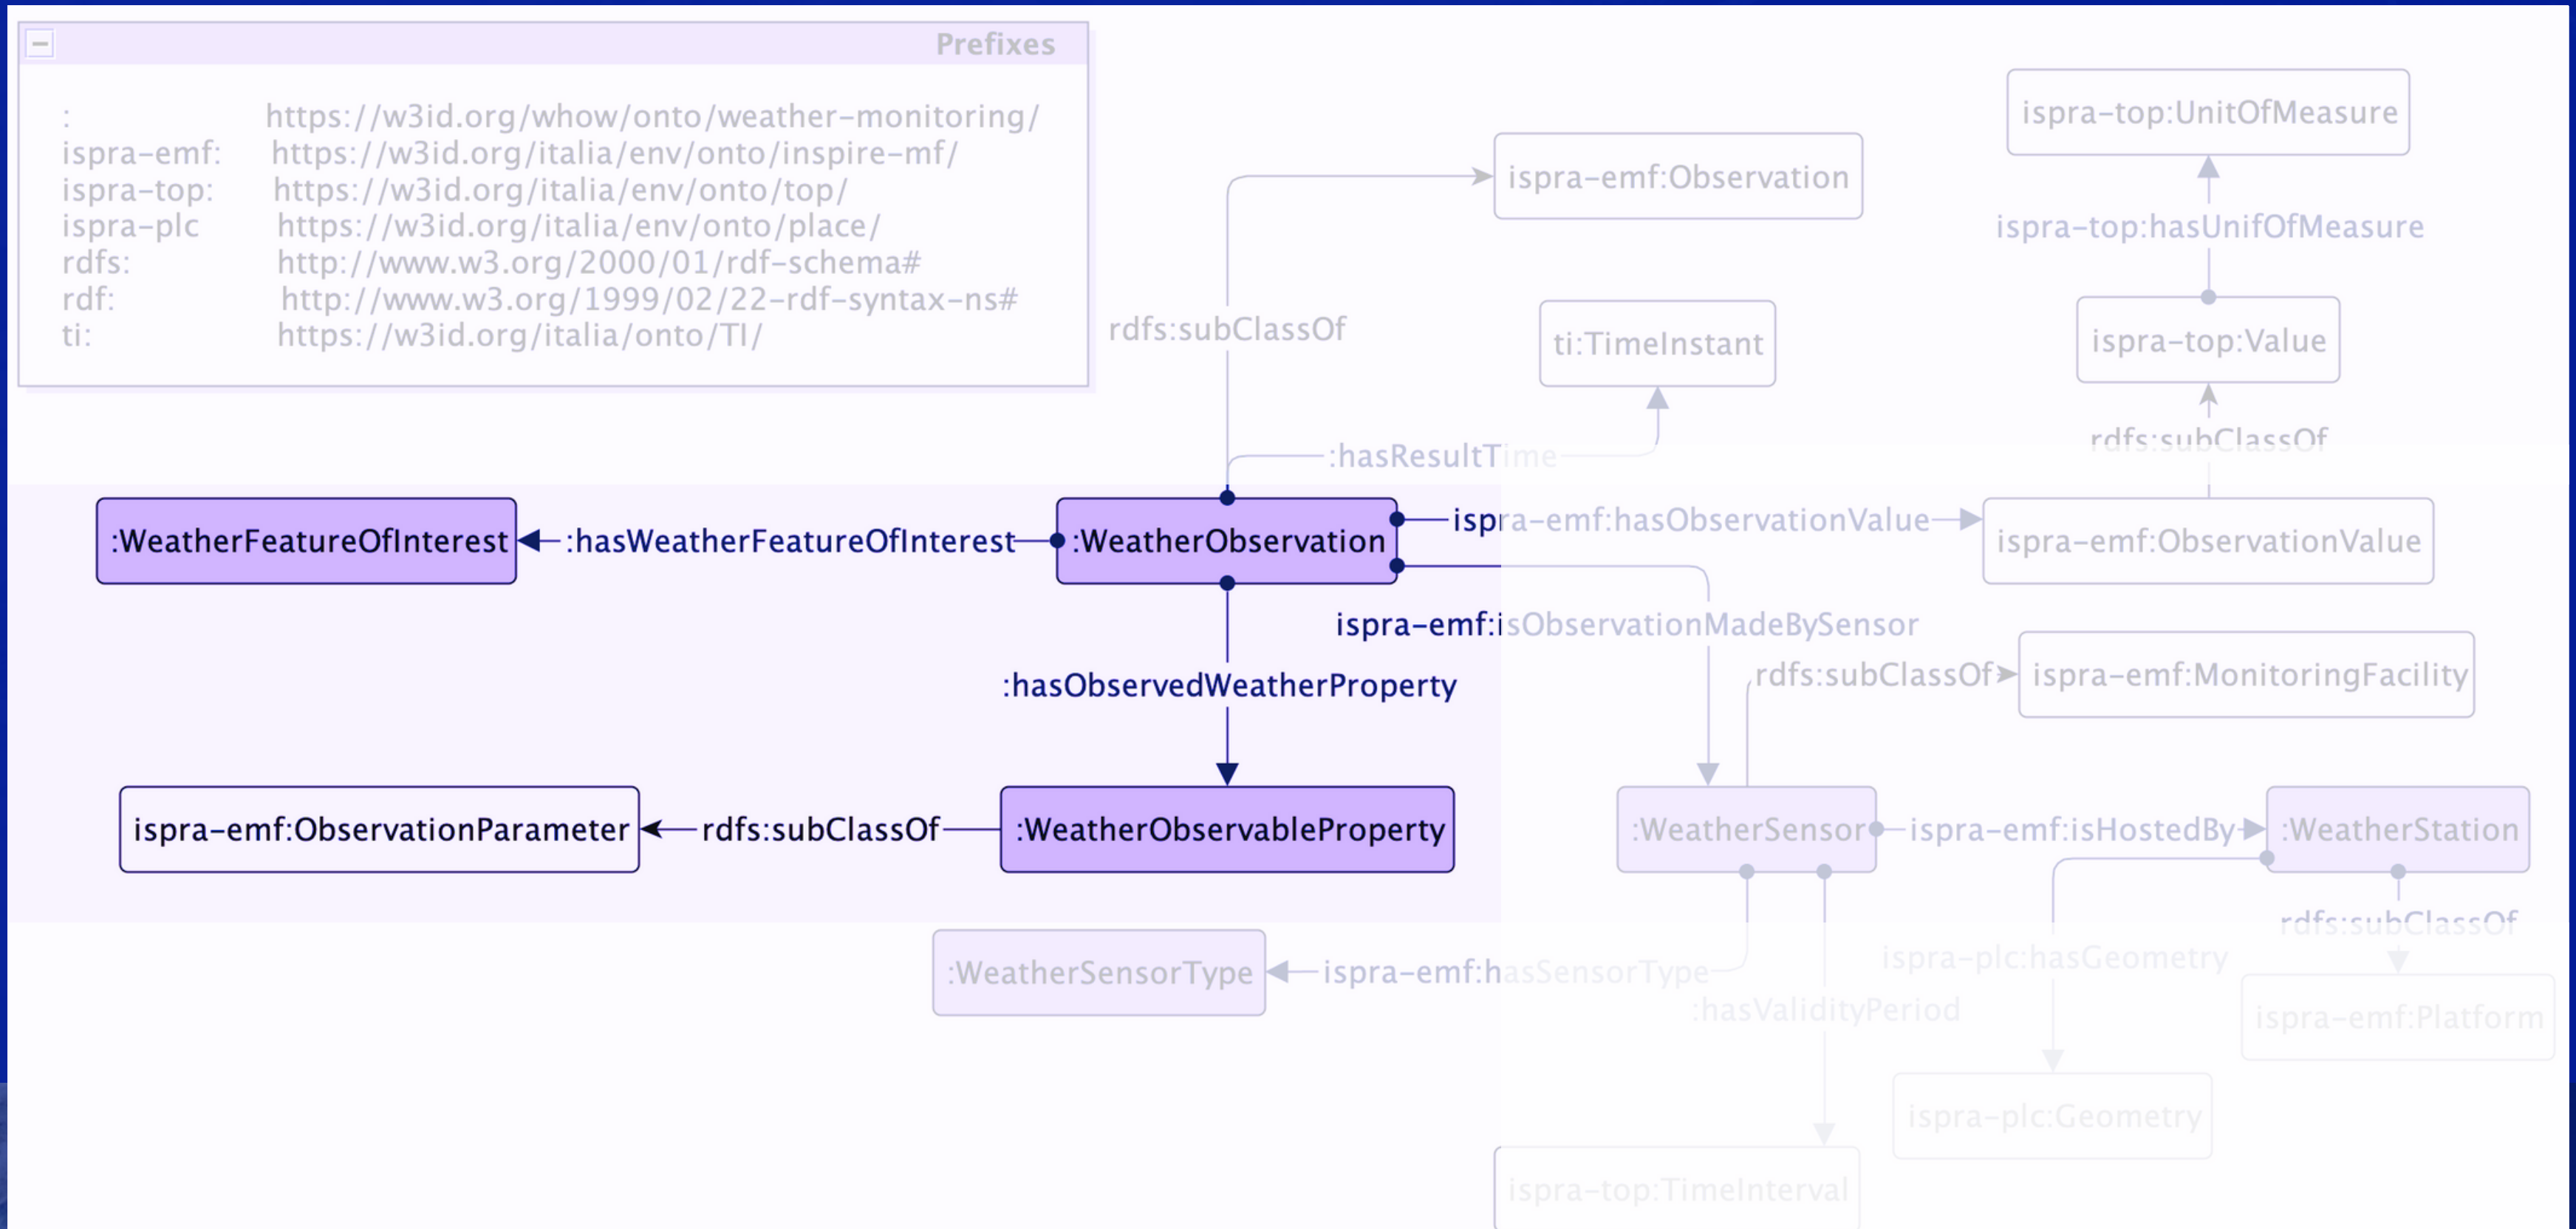 Prefixes
: https://w3id.org/whow/onto/weather-monitoring/
ispra-emf: https://w3id.org/italia/env/onto/inspire-mf/
ispra-top: https://w3id.org/italia/env/onto/top/
ispra-plc https://w3id.org/italia/env/onto/place/
rdfs: http://www.w3.org/2000/01/rdf-schema#
rdf: http://www.w3.org/1999/02/22-rdf-syntax-ns#
ti: https://w3id.org/italia/onto/TI/
ispra-top:UnitOfMeasure
ispra-emf:Observation
ispra-top:hasUnifOfMeasure
rdfs:subClassOf
ti:TimeInstant
ispra-top:Value
rdfs:subClassOf
:hasResultTime
:WeatherFeatureOfInterest
:hasWeatherFeatureOfInterest
:WeatherObservation
ispra-emf:hasObservationValue
ispra-emf:ObservationValue
ispra-emf:isObservationMadeBySensor
:hasObservedWeatherProperty
rdfs:subClassOf
ispra-emf:MonitoringFacility
ispra-emf:ObservationParameter
rdfs:subClassOf
:WeatherObservableProperty
:WeatherSensor
ispra-emf:isHostedBy
:WeatherStation
rdfs:subClassOf
:WeatherSensorType
ispra-emf:hasSensorType
ispra-plc:hasGeometry
:hasValidityPeriod
ispra-emf:Platform
ispra-plc:Geometry
ispra-top:TimeInterval